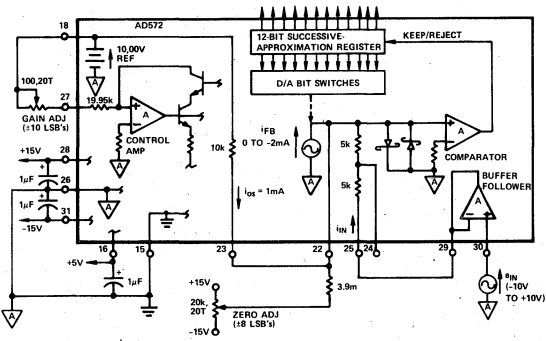 AD572
18
10,00V
REF
12-BIT SUCCESSIVE-
APPROXIMATION REGISTER
KEEP/REJECT
D/A BIT SWITCHES
100,20T
27
19.95k
GAIN ADJ
(±10 LSB's)
A
A
CONTROL
AMP
A
10k
iFB
0 TO -2mA
A
5k
5k
A
A
A
COMPARATOR
BUFFER
FOLLOWER
A
+15V
28
1µF
26
1µF
31
-15V
A
iOS = 1mA
iIN
16
15
23
22
25
24
29
30
+5V
1µF
A
+15V
20k,
20T
-15V
ZERO ADJ
(±8 LSB's)
3.9m
eIN
(-10V
TO +10V)
A